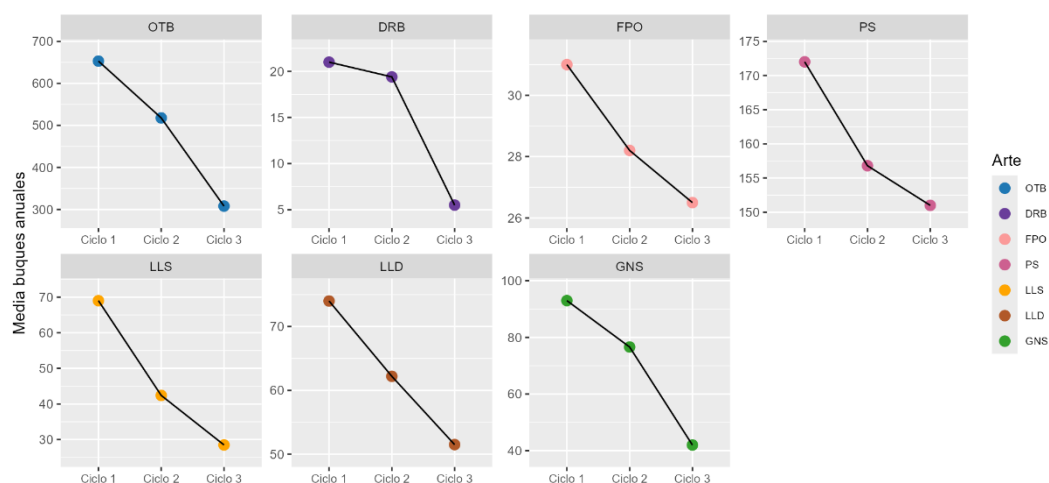 OTB
DRB
FPO
PS
700
600
500
400
300
20
15
10
5
30
28
26
175
170
165
160
155
150
Ciclo 1 Ciclo 2 Ciclo 3
Ciclo 1 Ciclo 2 Ciclo 3
Ciclo 1 Ciclo 2 Ciclo 3
Ciclo 1 Ciclo 2 Ciclo 3
Media buques anuales
LLS
LLD
GNS
70
60
50
40
30
70
60
50
100
80
60
40
Ciclo 1 Ciclo 2 Ciclo 3
Ciclo 1 Ciclo 2 Ciclo 3
Ciclo 1 Ciclo 2 Ciclo 3
Arte
OTB
DRB
FPO
PS
LLS
LLD
GNS